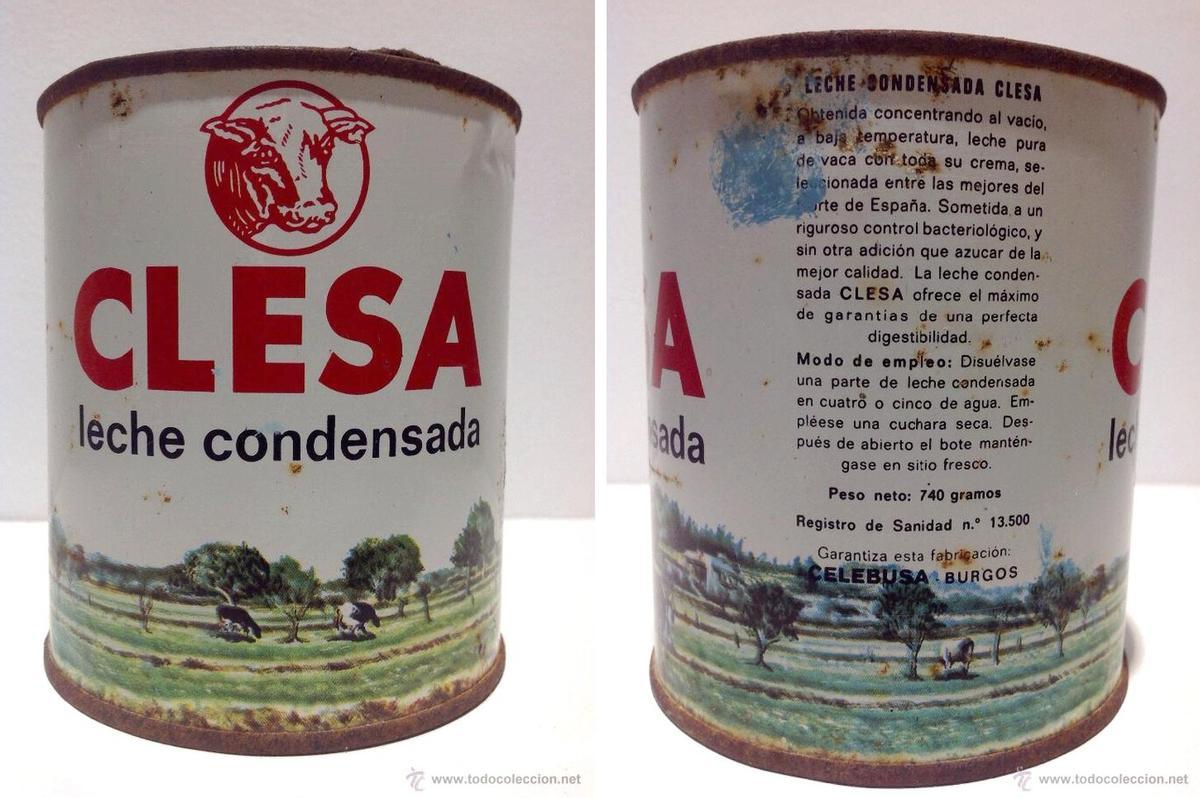 CLESA
leche condensada
LECHE CONDENSADA CLESA
Obtenida concentrando al vacío,
a baja temperatura, leche pura
de vaca con toda su crema, se-
leccionada entre las mejores del
Norte de España. Sometida a un
riguroso control bacteriológico, y
sin otra adición que azucar de la
mejor calidad. La leche conden-
sada CLESA ofrece el máximo
de garantías de una perfecta
digestibilidad.
Modo de empleo: Disuélvase
una parte de leche condensada
en cuatro o cinco de agua. Em-
pléese una cuchara seca. Des-
pués de abierto el bote mantén-
gase en sitio fresco.
Peso neto: 740 gramos
Registro de Sanidad n.º 13.500
Garantiza esta fabricación:
CELEBUSA - BURGOS
SA
nsada
C
lec
© www.todocoleccion.net
© www.todocoleccion.net